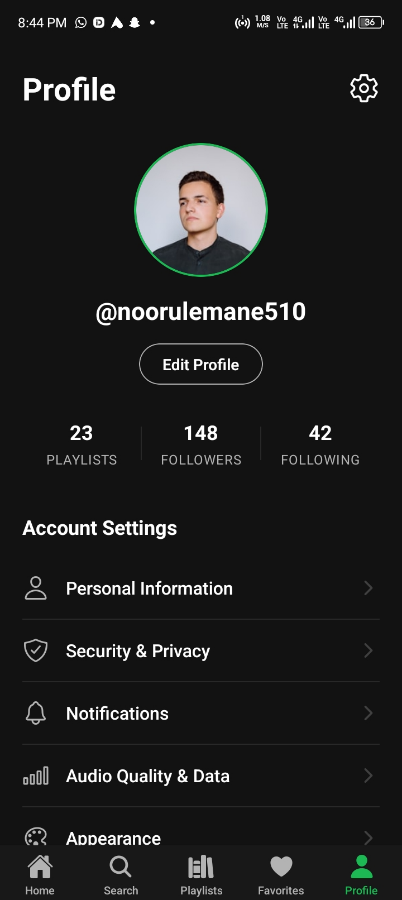 8:44 PM 1.08 M/S Vo LTE 4G Vo LTE 4G 36
Profile
@noorulemane510
Edit Profile
23 148 42
PLAYLISTS FOLLOWERS FOLLOWING
Account Settings
Personal Information
Security & Privacy
Notifications
Audio Quality & Data
Appearance
Home Search Playlists Favorites Profile